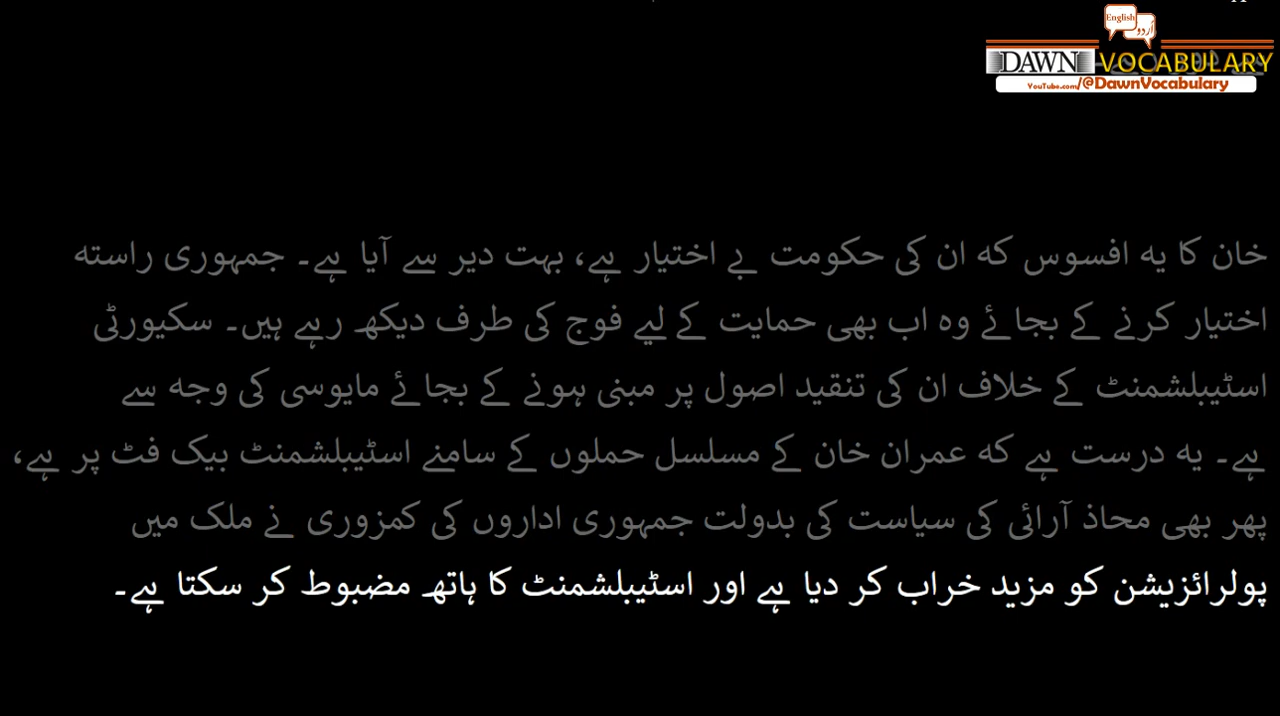 English
اُردو
DAWN VOCABULARY
YouTube.com/@DawnVocabulary
خان کا یہ افسوس کہ ان کی حکومت بے اختیار ہے، بہت دیر سے آیا ہے۔ جمہوری راستہ
اختیار کرنے کے بجائے وہ اب بھی حمایت کے لیے فوج کی طرف دیکھ رہے ہیں۔ سکیورٹی
اسٹیبلشمنٹ کے خلاف ان کی تنقید اصول پر مبنی ہونے کے بجائے مایوسی کی وجہ سے
ہے۔ یہ درست ہے کہ عمران خان کے مسلسل حملوں کے سامنے اسٹیبلشمنٹ بیک فٹ پر ہے،
پھر بھی محاذ آرائی کی سیاست کی بدولت جمہوری اداروں کی کمزوری نے ملک میں
پولرائزیشن کو مزید خراب کر دیا ہے اور اسٹیبلشمنٹ کا ہاتھ مضبوط کر سکتا ہے۔